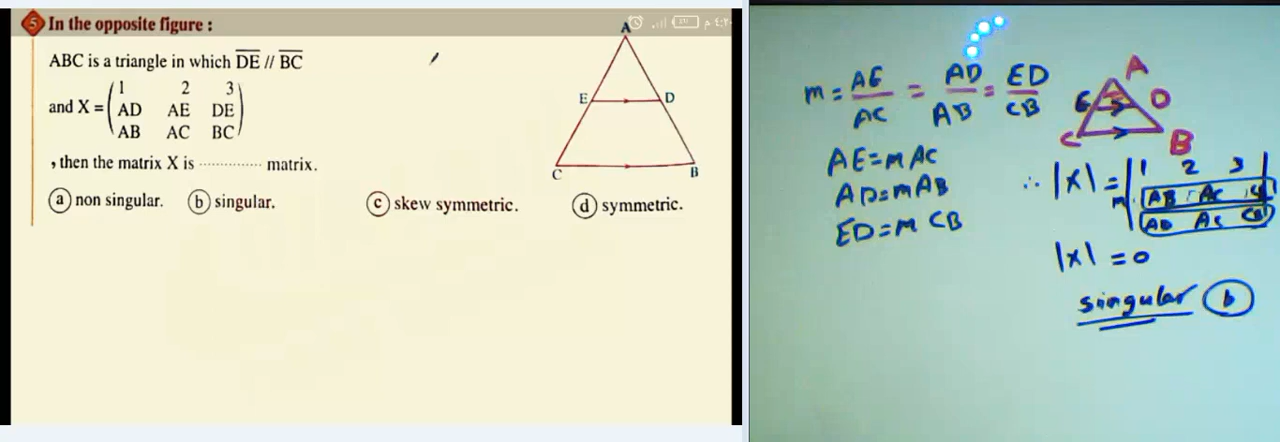 5 In the opposite figure :
م ٤:٢٠
ABC is a triangle in which DE // BC
and X = ( 1 2 3
AD AE DE
AB AC BC )
, then the matrix X is .............. matrix.
a non singular. b singular. c skew symmetric. d symmetric.
A
E D
C B
m = AE/AC = AD/AB = ED/CB
AE = m AC
AD = m AB
ED = m CB
A
E D
C B
∴ |X| = | 1 2 3
m AB AC CB
AD AC CB |
|X| = 0
singular b